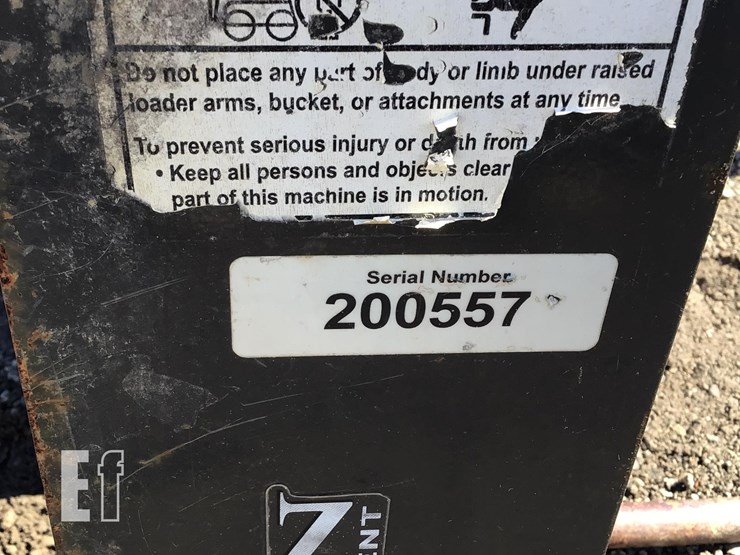 Do not place any part of body or limb under raised
loader arms, bucket, or attachments at any time
To prevent serious injury or death from
• Keep all persons and objects clear
part of this machine is in motion.
Serial Number
200557
Ef
Z
ENT